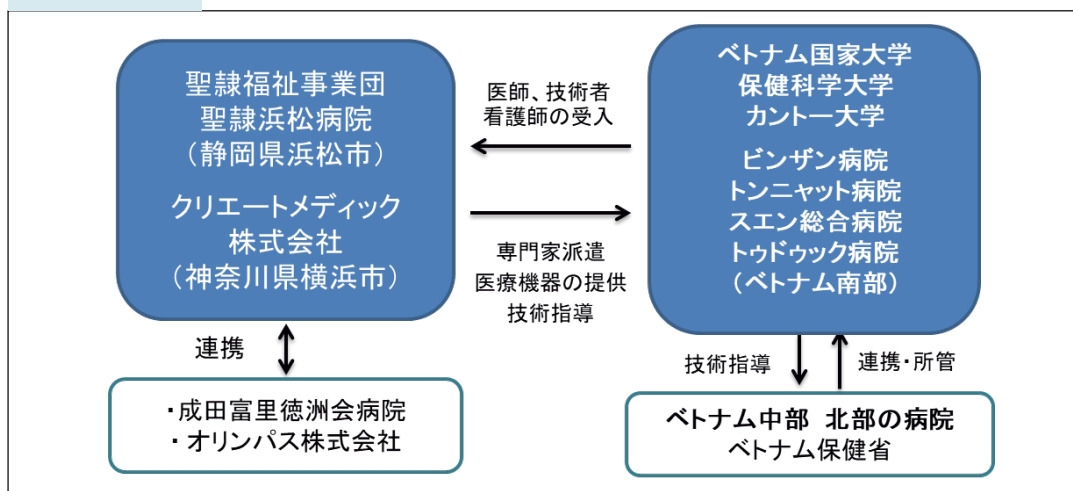 聖隷福祉事業団
聖隷浜松病院
(静岡県浜松市)
クリエートメディック
株式会社
(神奈川県横浜市)
医師、技術者
看護師の受入
専門家派遣
医療機器の提供
技術指導
ベトナム国家大学
保健科学大学
カントー大学
ビンザン病院
トンニャット病院
スエン総合病院
トゥドゥック病院
(ベトナム南部)
連携
・成田富里徳洲会病院
・オリンパス株式会社
技術指導
連携・所管
ベトナム中部 北部の病院
ベトナム保健省